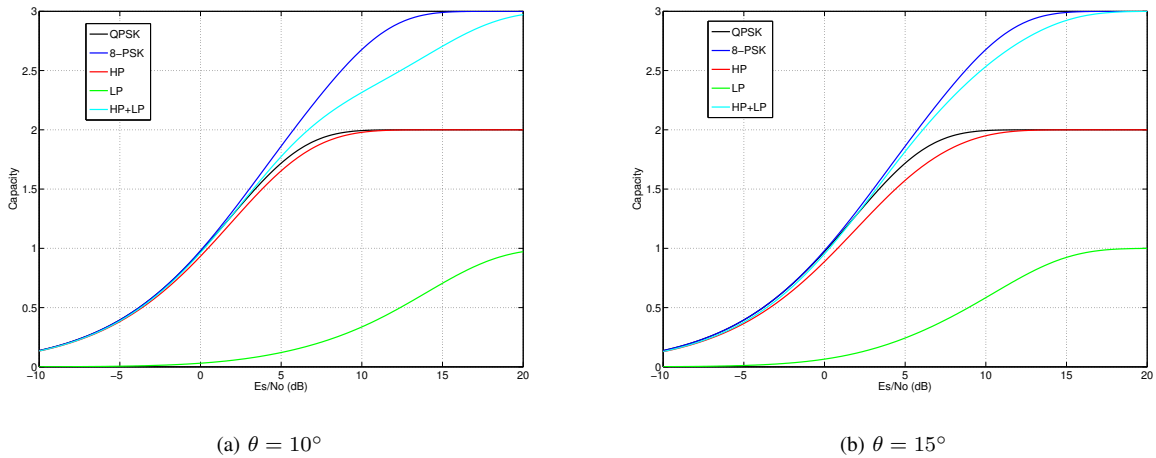 3
2.5
2
1.5
1
0.5
0
Capacity
QPSK
8−PSK
HP
LP
HP+LP
−10 −5 0 5 10 15 20
Es/No (dB)
(a) θ = 10°
3
2.5
2
1.5
1
0.5
0
Capacity
QPSK
8−PSK
HP
LP
HP+LP
−10 −5 0 5 10 15 20
Es/No (dB)
(b) θ = 15°